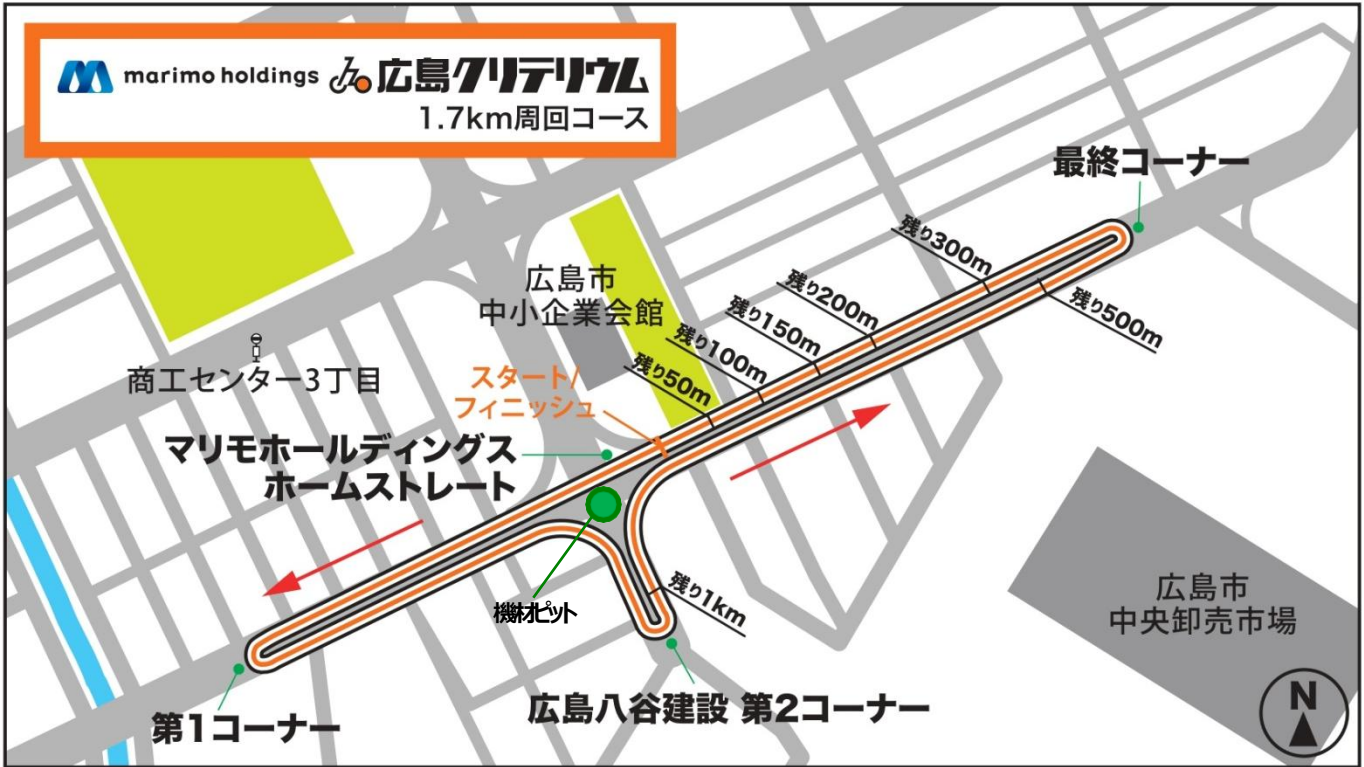 marimo holdings 広島クリテリウム
1.7km周回コース
最終コーナー
残り300m
広島市
中小企業会館
残り200m
残り500m
残り150m
商工センター3丁目
残り100m
スタート/
フィニッシュ
残り50m
マリモホールディングス
ホームストレート
機材ピット
残り1km
広島市
中央卸売市場
第1コーナー
広島八谷建設 第2コーナー
N